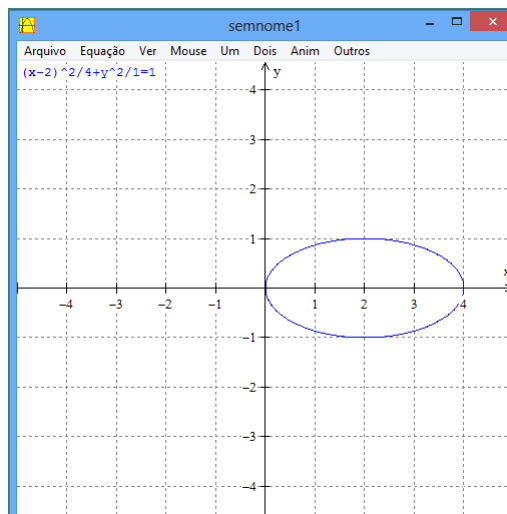 semnome1
Arquivo Equação Ver Mouse Um Dois Anim Outros
(x-2)^2/4+y^2/1=1
y
4
3
2
1
x
-4 -3 -2 -1 1 2 3 4
-1
-2
-3
-4